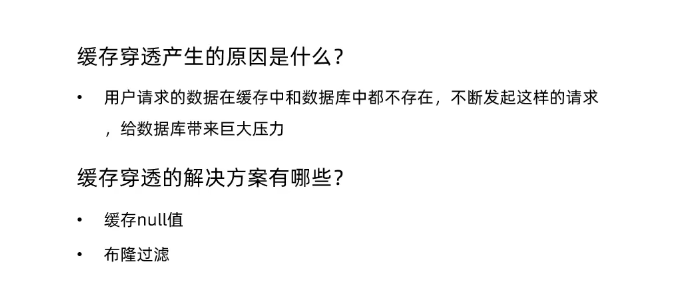 缓存穿透产生的原因是什么？
• 用户请求的数据在缓存中和数据库中都不存在，不断发起这样的请求
，给数据库带来巨大压力
缓存穿透的解决方案有哪些？
• 缓存null值
• 布隆过滤